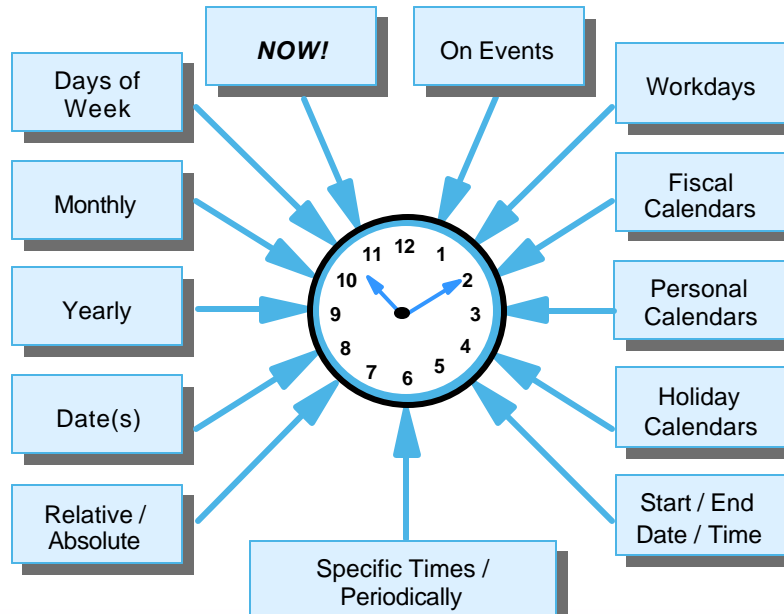 NOW!
On Events
Days of
Week
Workdays
Monthly
Fiscal
Calendars
Yearly
Personal
Calendars
Date(s)
Holiday
Calendars
Relative /
Absolute
Start / End
Date / Time
Specific Times /
Periodically
12
1
2
3
4
5
6
7
8
9
10
11